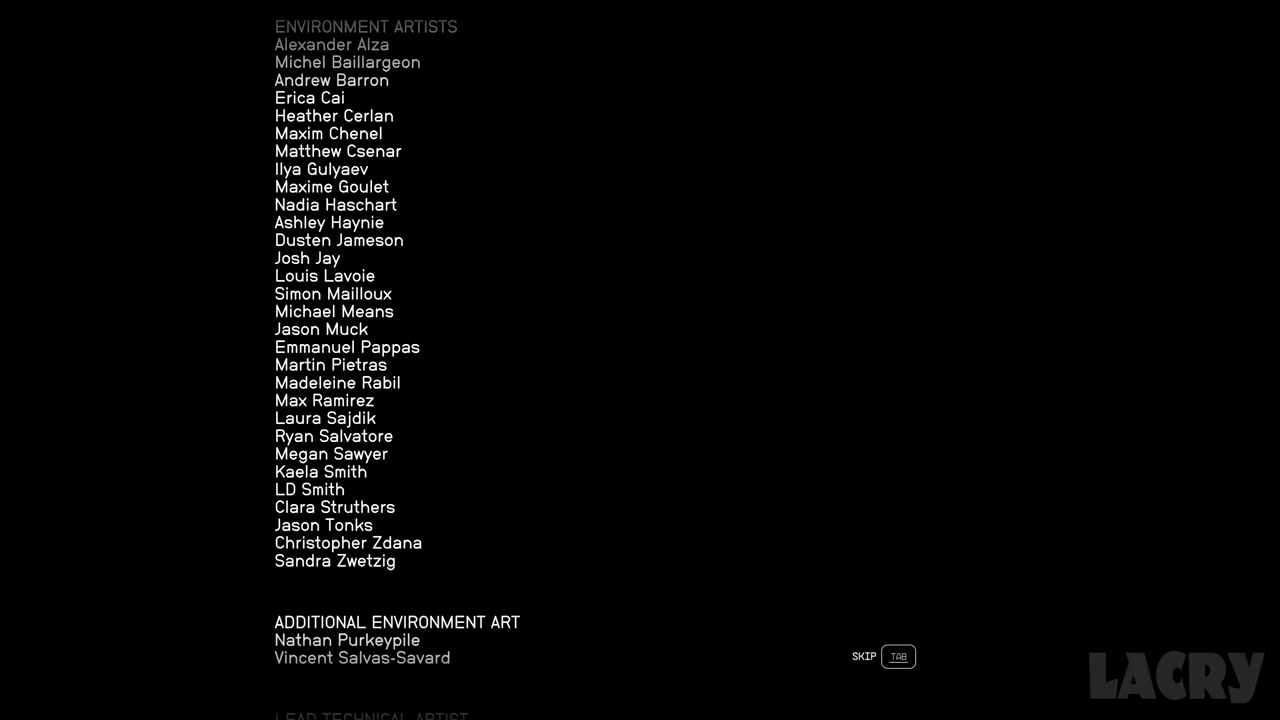 ENVIRONMENT ARTISTS
Alexander Alza
Michel Baillargeon
Andrew Barron
Erica Cai
Heather Cerlan
Maxim Chenel
Matthew Csenar
Ilya Gulyaev
Maxime Goulet
Nadia Haschart
Ashley Haynie
Dusten Jameson
Josh Jay
Louis Lavoie
Simon Mailloux
Michael Means
Jason Muck
Emmanuel Pappas
Martin Pietras
Madeleine Rabil
Max Ramirez
Laura Sajdik
Ryan Salvatore
Megan Sawyer
Kaela Smith
LD Smith
Clara Struthers
Jason Tonks
Christopher Zdana
Sandra Zwetzig
ADDITIONAL ENVIRONMENT ART
Nathan Purkeypile
Vincent Salvas-Savard
SKIP TAB
LACRY
LEAD TECHNICAL ARTIST